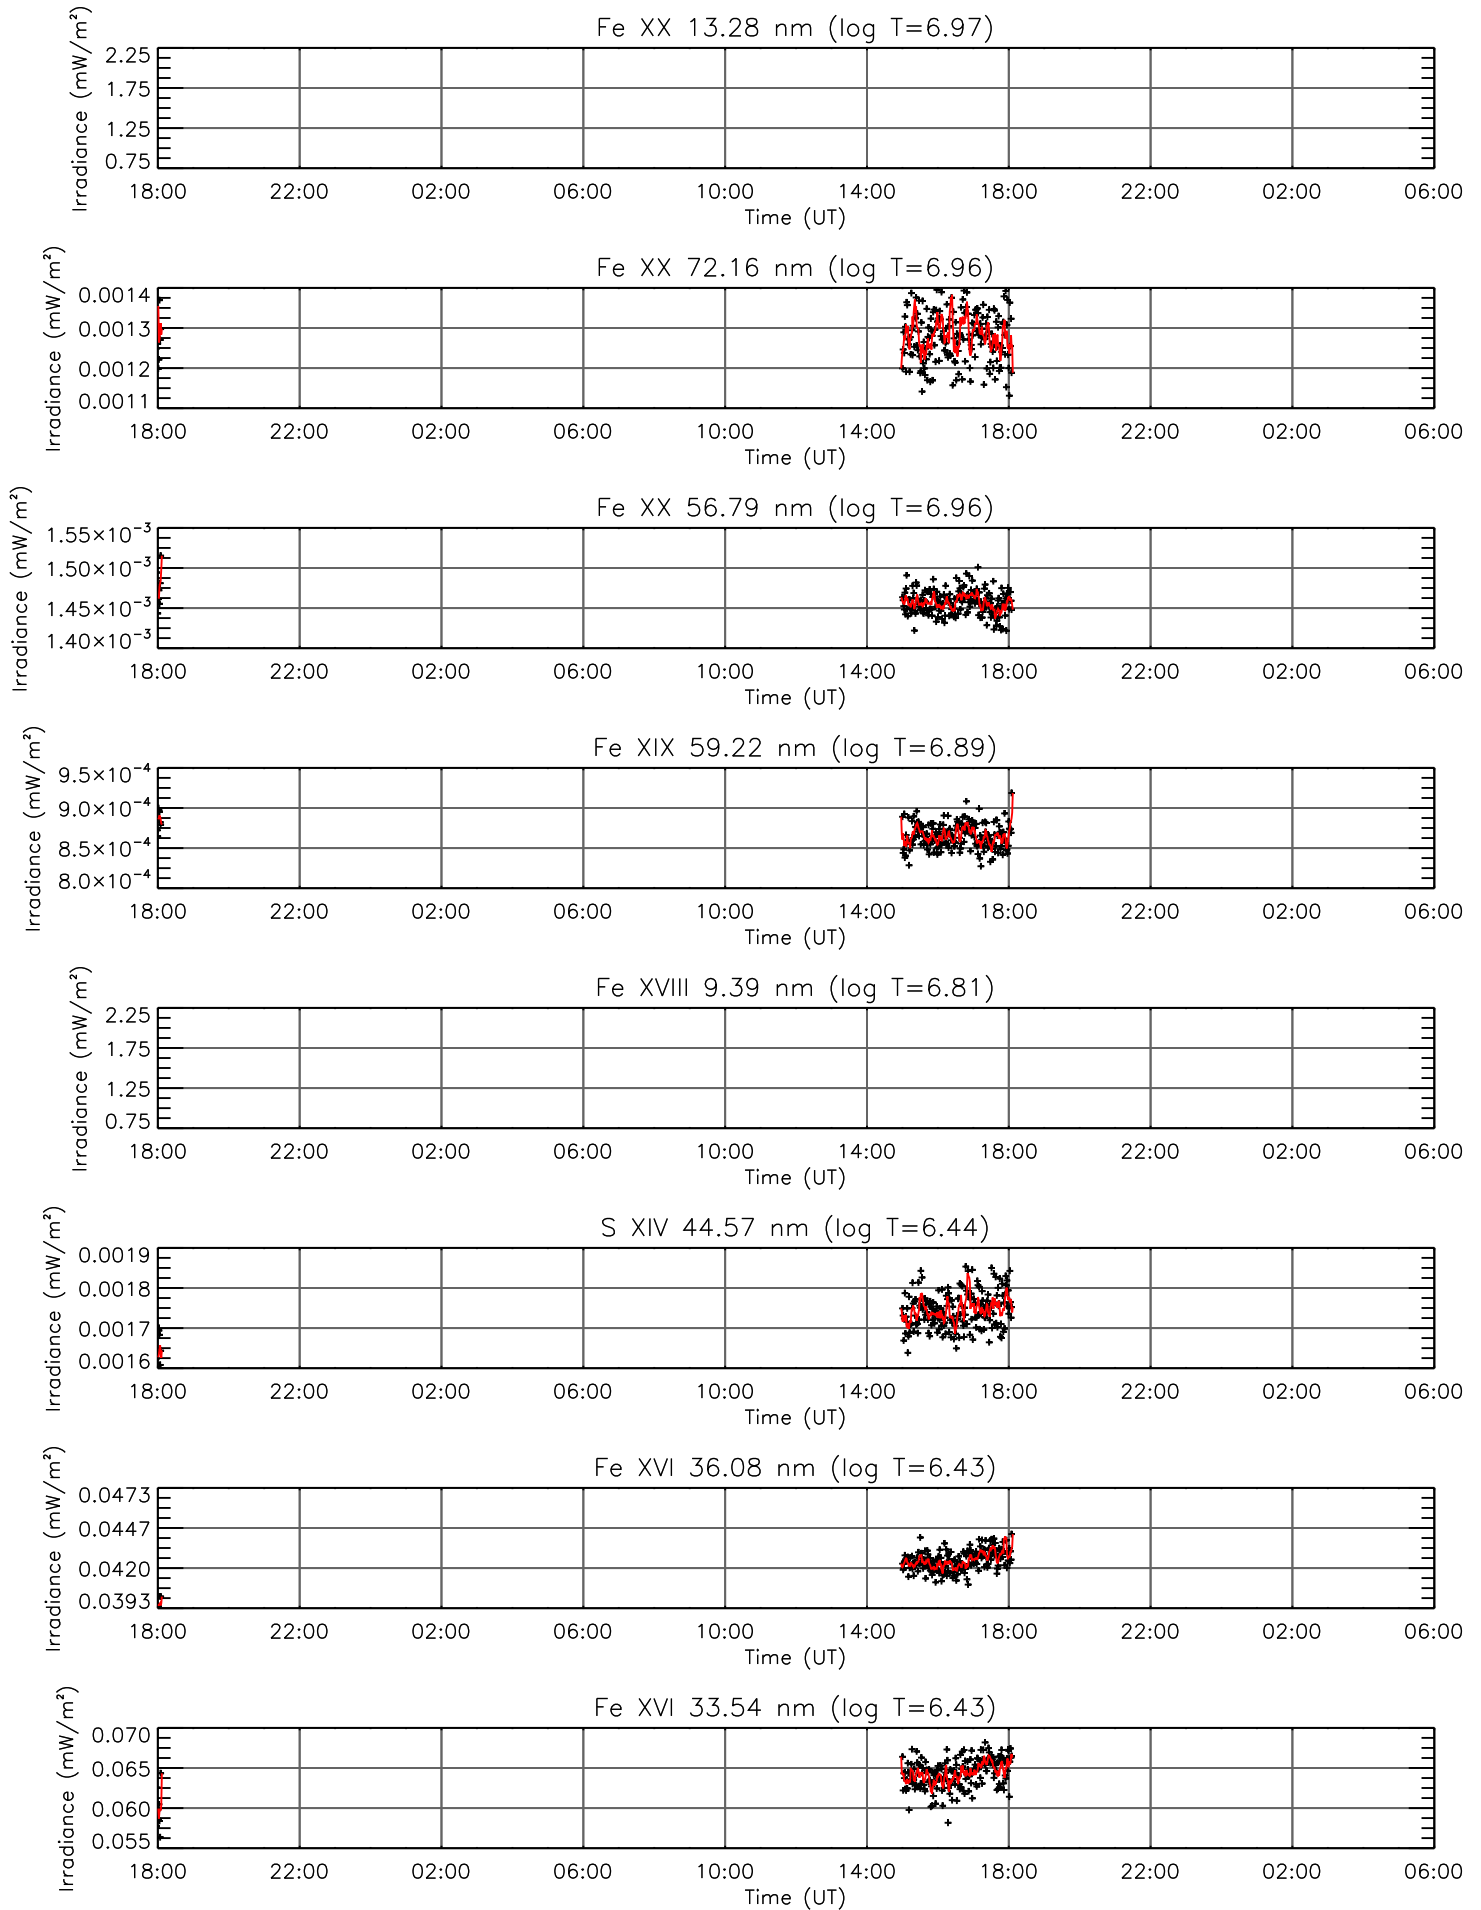 Fe XX 13.28 nm (log T=6.97)
Irradiance (mW/m²)
2.25
1.75
1.25
0.75
18:00 22:00 02:00 06:00 10:00 14:00 18:00 22:00 02:00 06:00
Time (UT)
Fe XX 72.16 nm (log T=6.96)
Irradiance (mW/m²)
0.0014
0.0013
0.0012
0.0011
18:00 22:00 02:00 06:00 10:00 14:00 18:00 22:00 02:00 06:00
Time (UT)
Fe XX 56.79 nm (log T=6.96)
Irradiance (mW/m²)
1.55×10⁻³
1.50×10⁻³
1.45×10⁻³
1.40×10⁻³
18:00 22:00 02:00 06:00 10:00 14:00 18:00 22:00 02:00 06:00
Time (UT)
Fe XIX 59.22 nm (log T=6.89)
Irradiance (mW/m²)
9.5×10⁻⁴
9.0×10⁻⁴
8.5×10⁻⁴
8.0×10⁻⁴
18:00 22:00 02:00 06:00 10:00 14:00 18:00 22:00 02:00 06:00
Time (UT)
Fe XVIII 9.39 nm (log T=6.81)
Irradiance (mW/m²)
2.25
1.75
1.25
0.75
18:00 22:00 02:00 06:00 10:00 14:00 18:00 22:00 02:00 06:00
Time (UT)
S XIV 44.57 nm (log T=6.44)
Irradiance (mW/m²)
0.0019
0.0018
0.0017
0.0016
18:00 22:00 02:00 06:00 10:00 14:00 18:00 22:00 02:00 06:00
Time (UT)
Fe XVI 36.08 nm (log T=6.43)
Irradiance (mW/m²)
0.0473
0.0447
0.0420
0.0393
18:00 22:00 02:00 06:00 10:00 14:00 18:00 22:00 02:00 06:00
Time (UT)
Fe XVI 33.54 nm (log T=6.43)
Irradiance (mW/m²)
0.070
0.065
0.060
0.055
18:00 22:00 02:00 06:00 10:00 14:00 18:00 22:00 02:00 06:00
Time (UT)